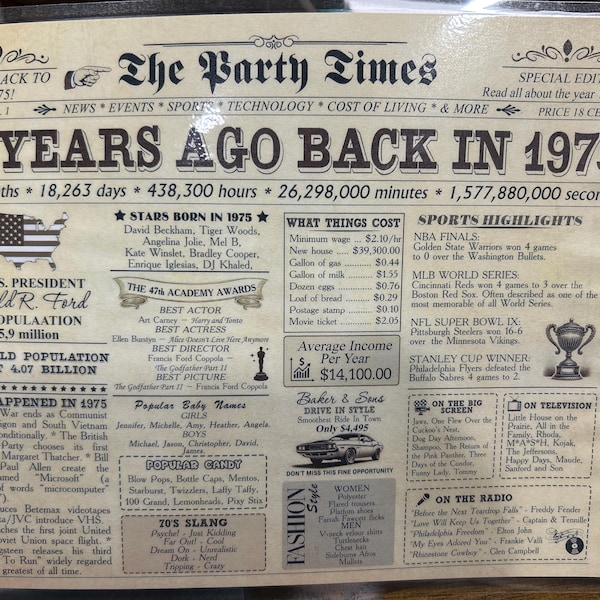 ACK TO
75!
. 1
The Party Times
SPECIAL EDIT
Read all about the year
PRICE 18 CE
NEWS * EVENTS * SPORTS * TECHNOLOGY * COST OF LIVING * & MORE
YEARS AGO BACK IN 1975
ths * 18,263 days * 438,300 hours * 26,298,000 minutes * 1,577,880,000 secon
S. PRESIDENT
ld R. Ford
POPULAATION
5.9 million
LD POPULATION
4.07 BILLION
APPENED IN 1975
War ends as Communist
gon and South Vietnam
nditionally. * The British
Party chooses its first
Margaret Thatcher. * Bill
Paul Allen create the
amed "Microsoft" (a
of words "microcomputer"
").
uces Betemax videotapes
a/JVC introduce VHS.
ches the first joint United
oviet Union space flight. *
ngsteen releases his third
To Run" widely regarded
greatest of all time.
★ STARS BORN IN 1975 ★
David Beckham, Tiger Woods,
Angelina Jolie, Mel B,
Kate Winslet, Bradley Cooper,
Enrique Iglesias, DJ Khaled,
THE 47th ACADEMY AWARDS
BEST ACTOR
Art Carney - Harry and Tonto
BEST ACTRESS
Ellen Burstyn - Alice Doesn't Live Here Anymore
BEST DIRECTOR
Francis Ford Coppola -
The Godfather Part II
BEST PICTURE
The Godfather Part II - Francis Ford Coppola
Popular Baby Names
GIRLS
Jennifer, Michelle, Amy, Heather, Angela.
BOYS
Michael, Jason, Christopher, David,
James.
POPULAR CANDY
Blow Pops, Bottle Caps, Mentos,
Starburst, Twizzlers, Laffy Taffy,
100 Grand, Lemonheads, Pixy Stix
70'S SLANG
Psyche! - Just Kidding
Far Out! - Cool
Dream On - Unrealistic
Dork - Nerd
Tripping - Crazy
WHAT THINGS COST
Minimum wage ... $2.10/hr
New house ..... $39,300.00
Gallon of gas ........... $0.44
Gallon of milk .......... $1.55
Dozen eggs .............. $0.76
Loaf of bread ........... $0.29
Postage stamp .......... $0.10
Movie ticket ............. $2.05
Average Income
Per Year
$14,100.00
Baker & Sons
DRIVE IN STYLE
Smoothest Ride In Town
Only $4,495
DON'T MISS THIS FINE OPPORTUNITY
FASHION Style
WOMEN
Polyester
Flared trousers
Platform shoes
Farrah Fawcett flicks
MEN
V-neck velour shirts
Turtlenecks
Chest hair
Sideburns Afros
Mullets
SPORTS HIGHLIGHTS
NBA FINALS:
Golden State Warriors won 4 games
to 0 over the Washington Bullets.
MLB WORLD SERIES:
Cincinnati Reds won 4 games to 3 over the
Boston Red Sox. Often described as one of the
most memorable of all World Series.
NFL SUPER BOWL IX:
Pittsburgh Steelers won 16-6
over the Minnesota Vikings.
STANLEY CUP WINNER:
Philadelphia Flyers defeated the
Buffalo Sabres 4 games to 2.
ON THE BIG
SCREEN
Jaws, One Flew Over the
Cuckoo's Nest,
Dog Day Afternoon,
Shampoo, The Return of
the Pink Panther, Three
Days of the Condor,
Funny Lady, Tommy
ON TELEVISION
Little House on the
Prairie, All in the
Family, Rhoda,
M*A*S*H, Kojak,
The Jeffersons,
Happy Days, Maude,
Sanford and Son
ON THE RADIO
"Before the Next Teardrop Falls" - Freddy Fender
"Love Will Keep Us Together" - Captain & Tennille
"Philadelphia Freedom" - Elton John
"My Eyes Adored You" - Frankie Valli
"Rhinestone Cowboy" - Glen Campbell